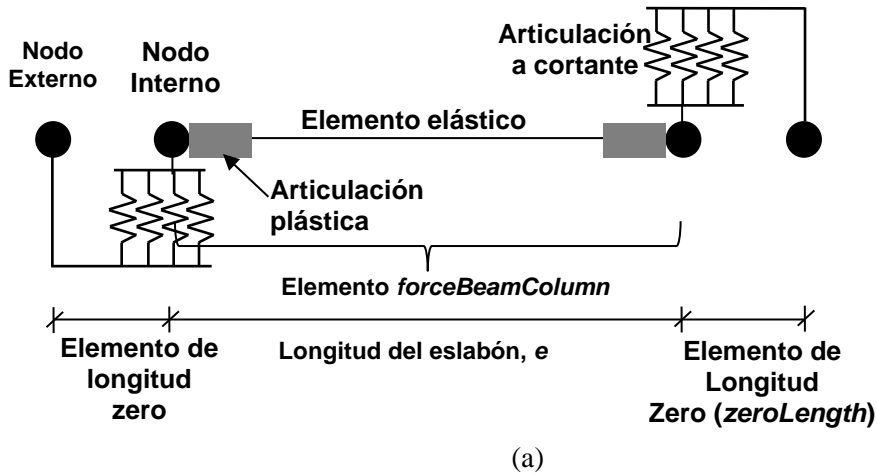 Nodo
Externo
Nodo
Interno
Articulación
a cortante
Elemento elástico
Articulación
plástica
Elemento forceBeamColumn
Elemento de
longitud
zero
Longitud del eslabón, e
Elemento de
Longitud
Zero (zeroLength)
(a)